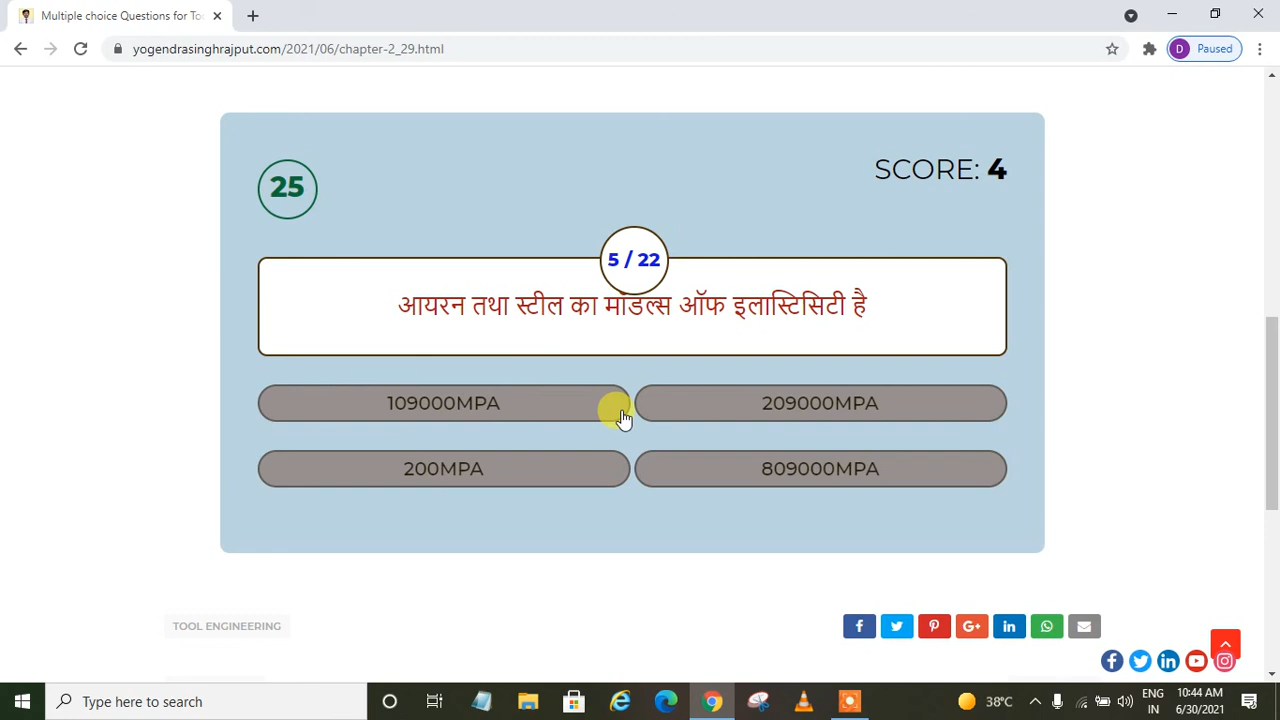 Multiple choice Questions for Too
yogendrasinghrajput.com/2021/06/chapter-2_29.html
D Paused
25
SCORE: 4
5 / 22
आयरन तथा स्टील का मॉडल्स ऑफ इलास्टिसिटी है
109000MPA
209000MPA
200MPA
809000MPA
TOOL ENGINEERING
Type here to search
38°C
ENG
IN
10:44 AM
6/30/2021